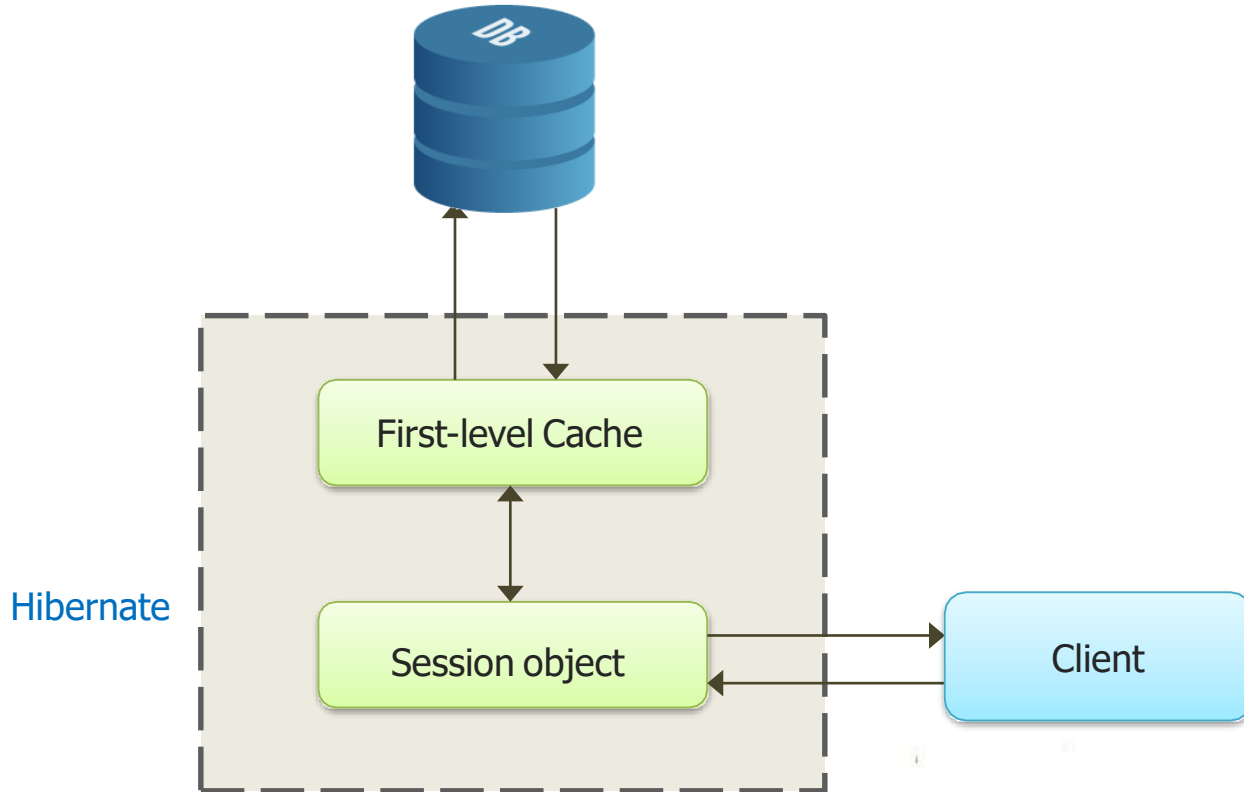 DB
First-level Cache
Hibernate
Session object
Client